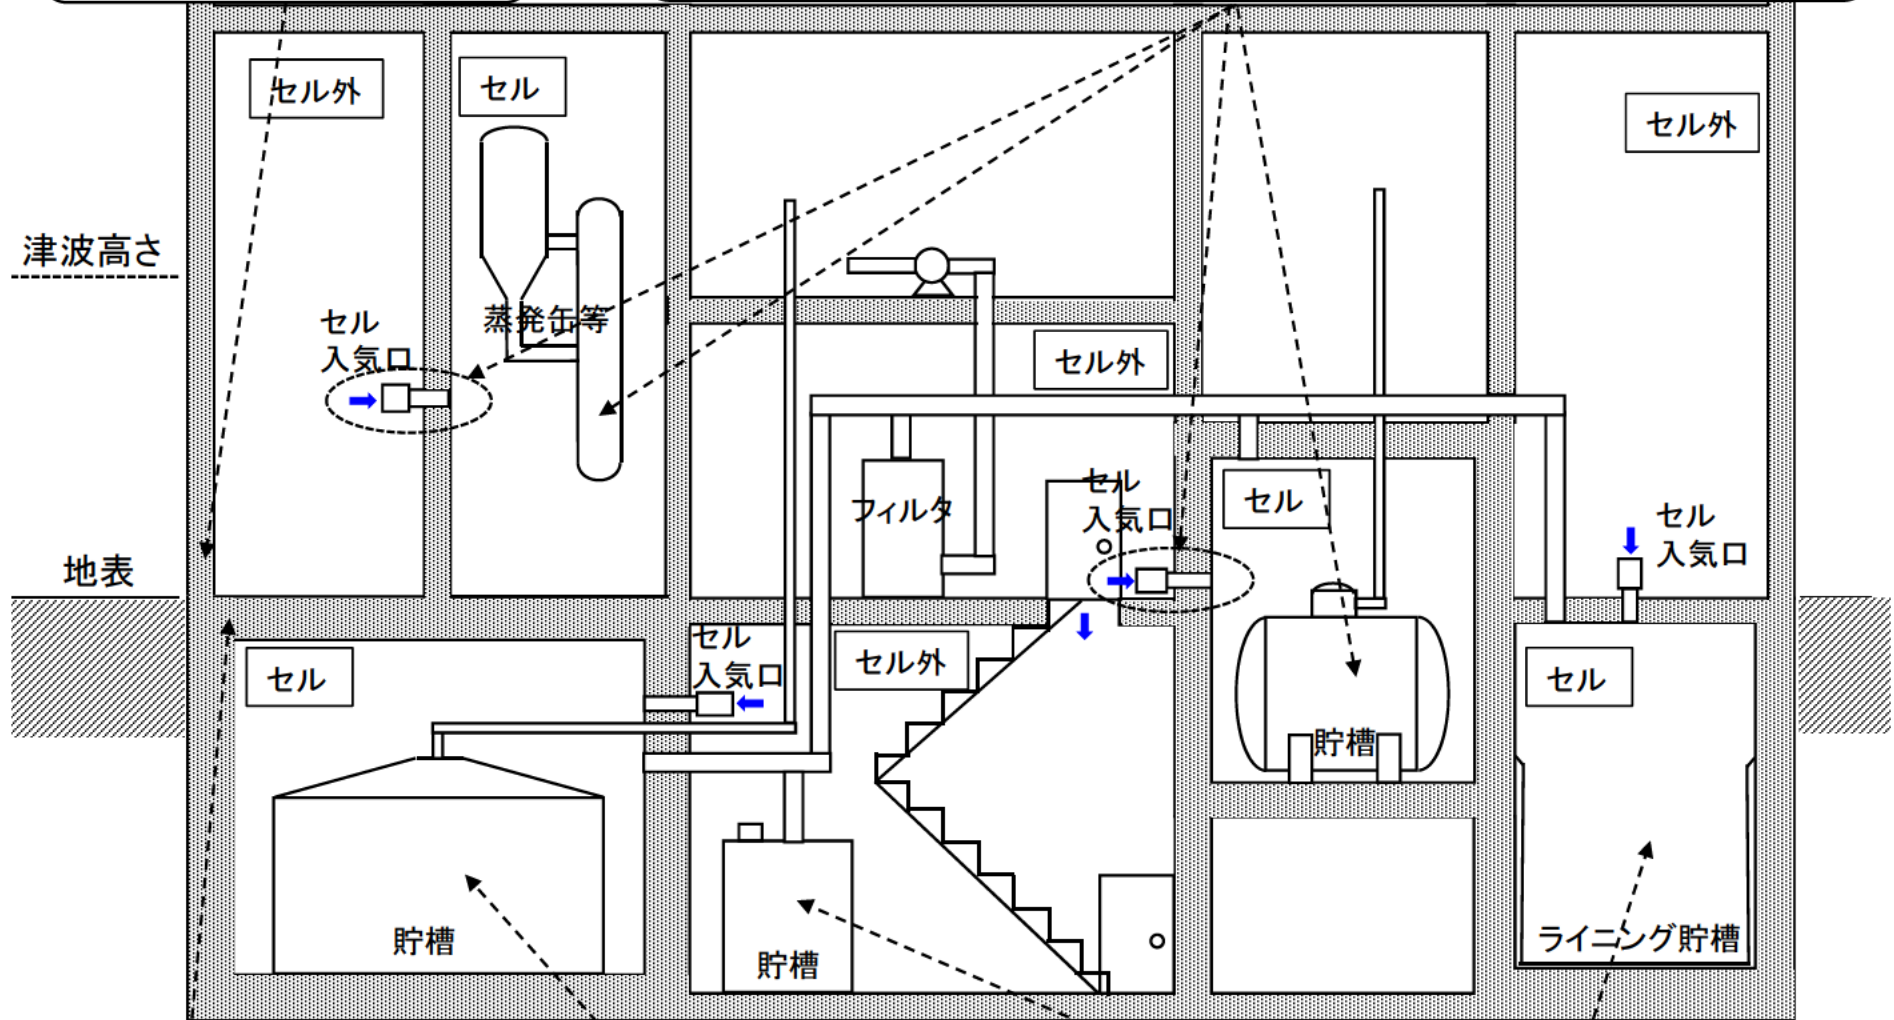 セル外
セル
セル外
津波高さ
セル
入気口
蒸発缶等
セル外
フィルタ
セル
入気口
セル
セル
入気口
地表
セル
入気口
セル外
セル
セル
貯槽
貯槽
貯槽
ライニング貯槽